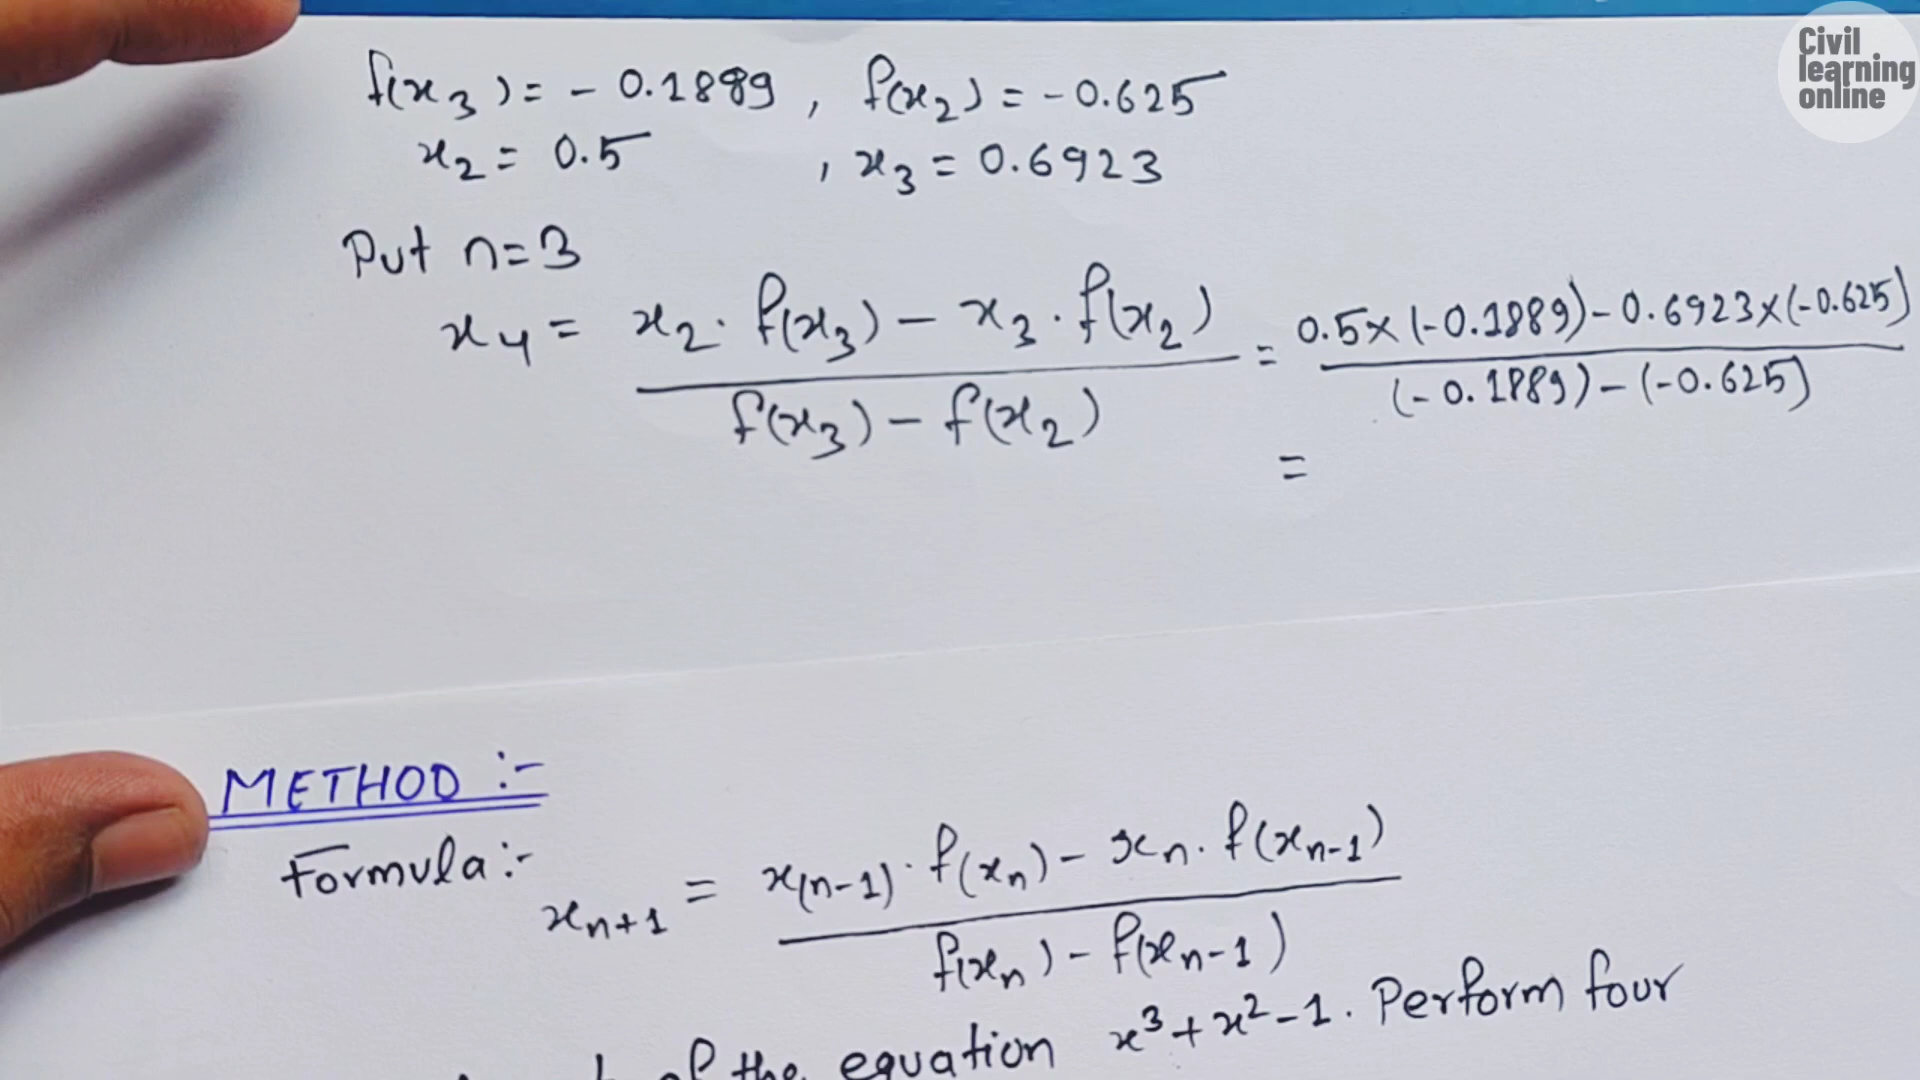 Civil
learning
online
f(x₃) = - 0.1889 , f(x₂) = - 0.625
x₂ = 0.5 , x₃ = 0.6923
Put n=3
x₄ = x₂ · f(x₃) - x₃ · f(x₂) / f(x₃) - f(x₂) = 0.5×(-0.1889) - 0.6923×(-0.625) / (-0.1889) - (-0.625)
=
METHOD :-
Formula :-
xₙ₊₁ = x₍ₙ₋₁₎ · f(xₙ) - xₙ · f(xₙ₋₁) / f(xₙ) - f(xₙ₋₁)
of the equation x³+x²-1. Perform four